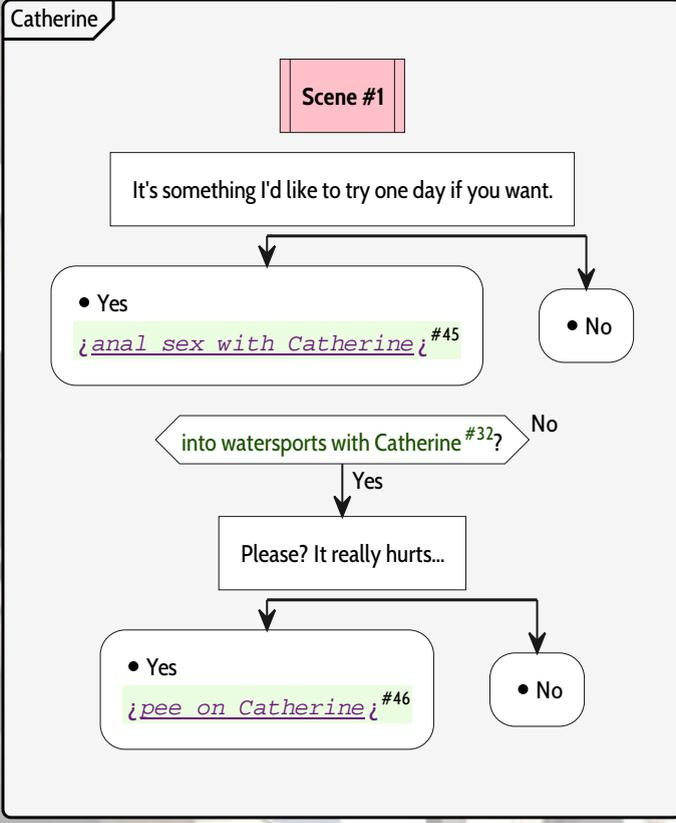 Catherine
Scene #1
It's something I'd like to try one day if you want.
• Yes
¿anal sex with Catherine¿#45
• No
into watersports with Catherine #32?
No
Yes
Please? It really hurts...
• Yes
¿pee on Catherine¿#46
• No